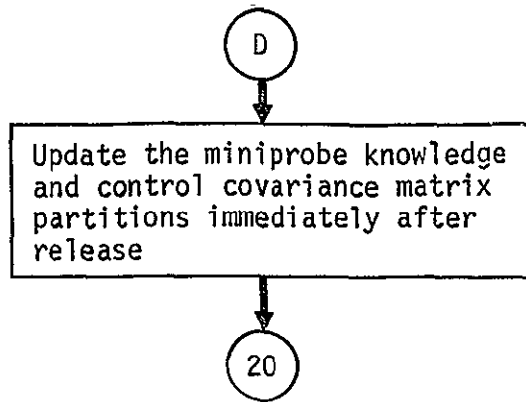 D
Update the miniprobe knowledge
and control covariance matrix
partitions immediately after
release
20